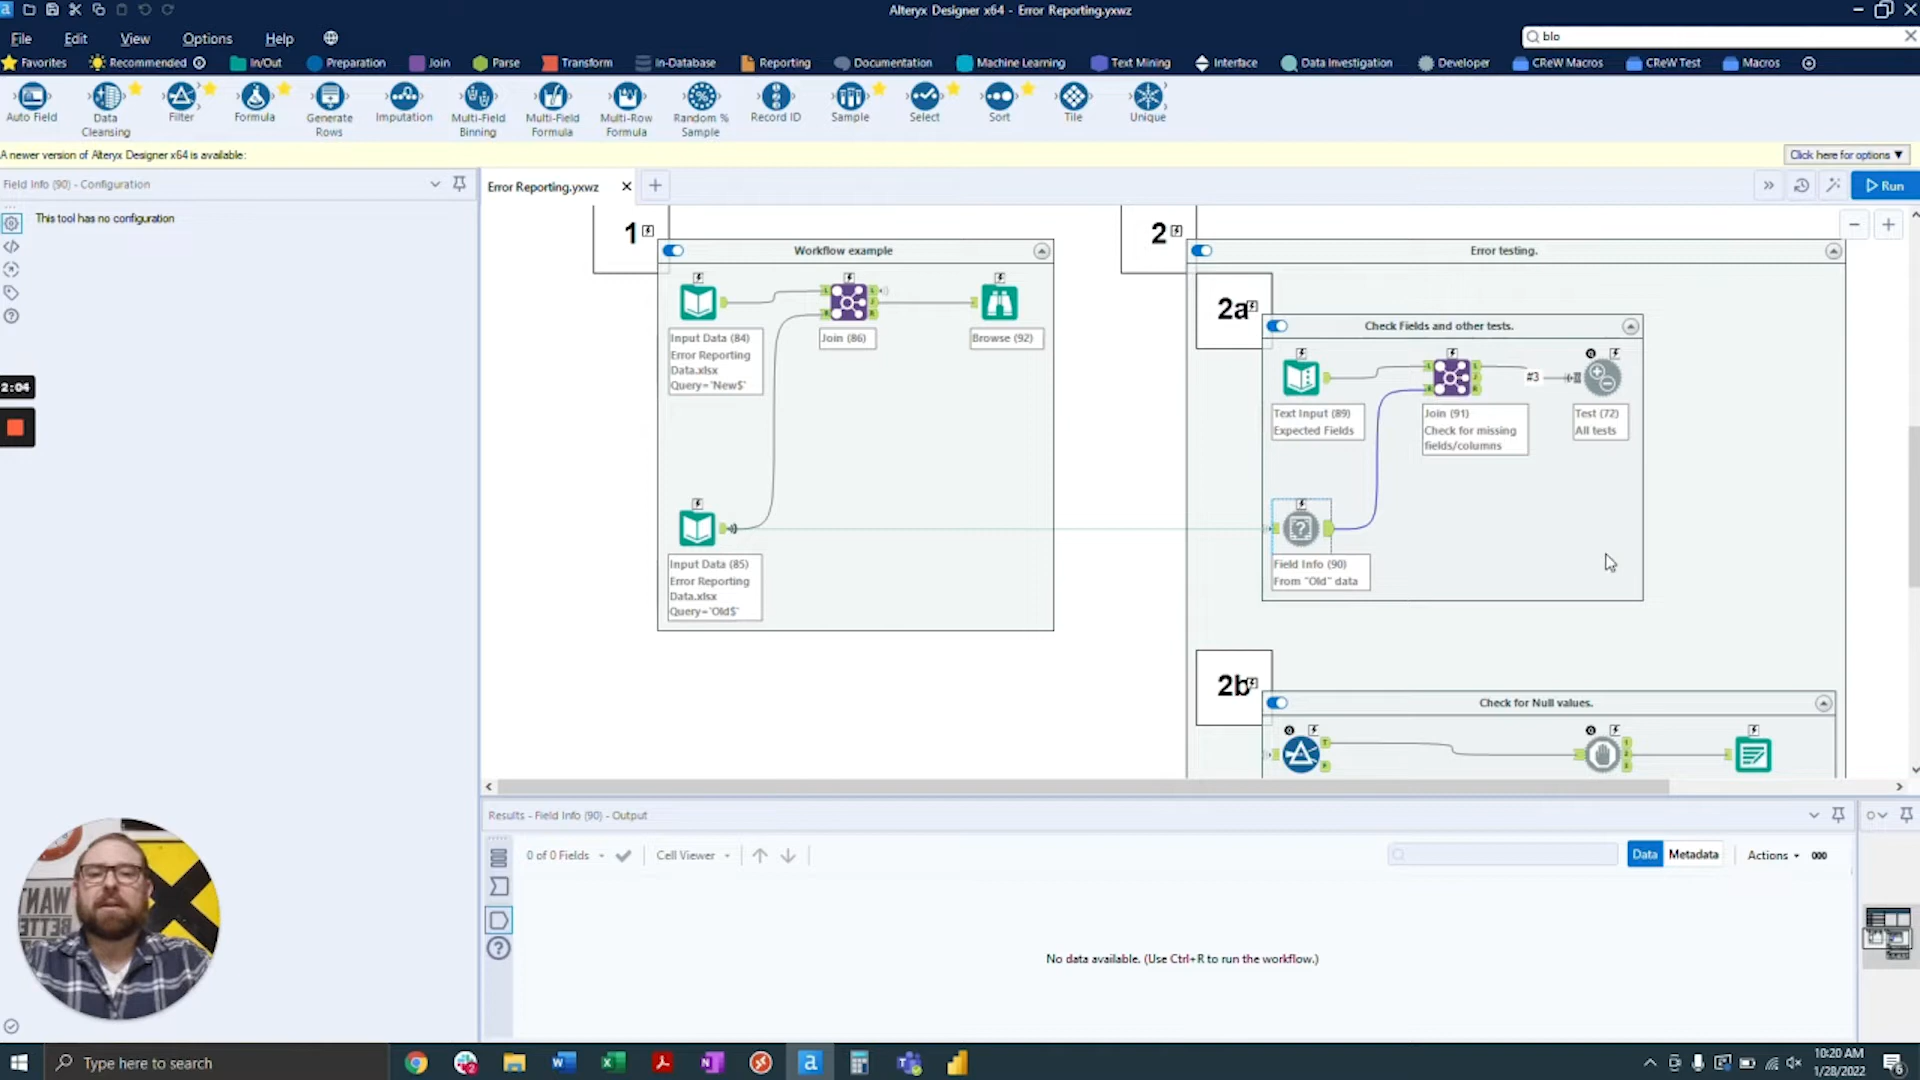 Alteryx Designer x64 - Error Reporting.yxwz
File
Edit
View
Options
Help
blo
Favorites
Recommended
In/Out
Preparation
Join
Parse
Transform
In-Database
Reporting
Documentation
Machine Learning
Text Mining
Interface
Data Investigation
Developer
CReW Macros
CReW Test
Macros
Auto Field
Data
Cleansing
Filter
Formula
Generate
Rows
Imputation
Multi-Field
Binning
Multi-Field
Formula
Multi-Row
Formula
Random %
Sample
Record ID
Sample
Select
Sort
Tile
Unique
A newer version of Alteryx Designer x64 is available:
Click here for options ▼
Field Info (90) - Configuration
This tool has no configuration
Error Reporting.yxwz
Run
1
Workflow example
Input Data (84)
Error Reporting
Data.xlsx
Query=`New$`
Join (86)
Browse (92)
Input Data (85)
Error Reporting
Data.xlsx
Query=`Old$`
2
Error testing.
2a
Check Fields and other tests.
Text Input (89)
Expected Fields
Join (91)
Check for missing
fields/columns
#3
Test (72)
All tests
Field Info (90)
From "Old" data
2b
Check for Null values.
2:04
Results - Field Info (90) - Output
0 of 0 Fields
Cell Viewer
Data
Metadata
Actions
000
No data available. (Use Ctrl+R to run the workflow.)
WANT
BETTE
Type here to search
10:20 AM
1/28/2022